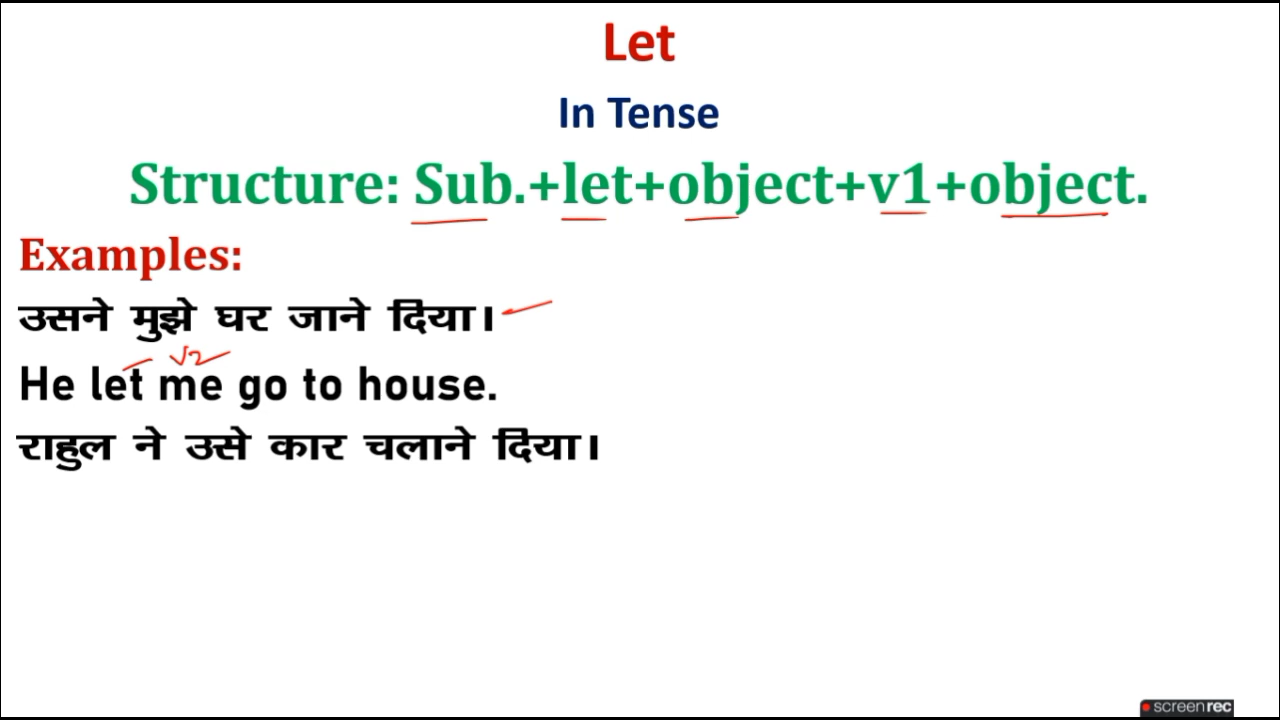 Let
In Tense
Structure: Sub.+let+object+v1+object.
Examples:
उसने मुझे घर जाने दिया।
V2
He let me go to house.
राहुल ने उसे कार चलाने दिया।
screenrec